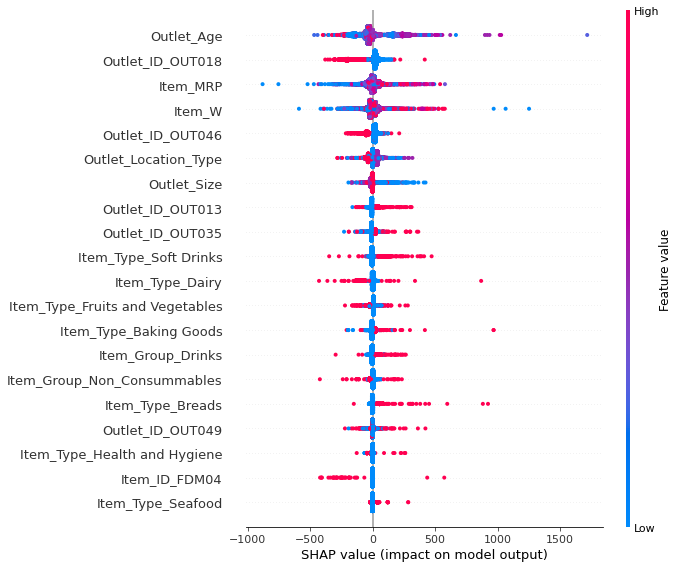 High
Outlet_Age
Outlet_ID_OUT018
Item_MRP
Item_W
Outlet_ID_OUT046
Outlet_Location_Type
Outlet_Size
Outlet_ID_OUT013
Outlet_ID_OUT035
Item_Type_Soft Drinks
Item_Type_Dairy
Item_Type_Fruits and Vegetables
Item_Type_Baking Goods
Item_Group_Drinks
Item_Group_Non_Consummables
Item_Type_Breads
Outlet_ID_OUT049
Item_Type_Health and Hygiene
Item_ID_FDM04
Item_Type_Seafood
Feature value
Low
−1000 −500 0 500 1000 1500
SHAP value (impact on model output)